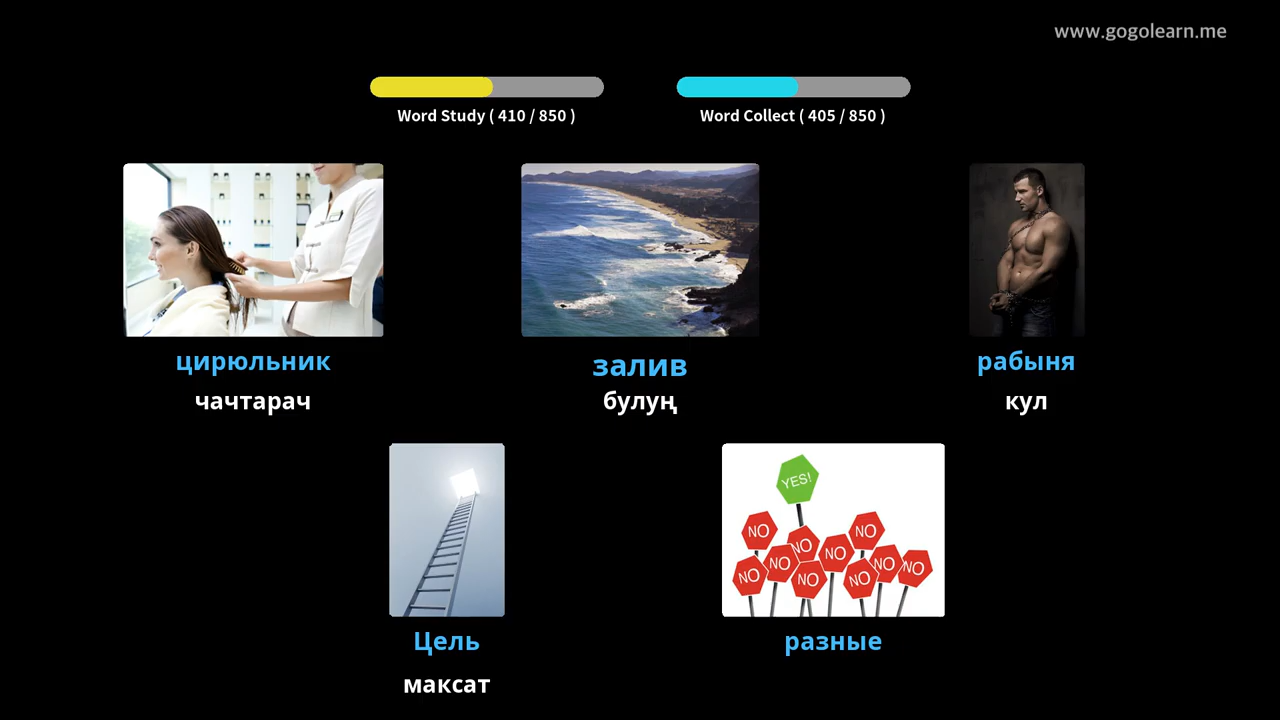 www.gogolearn.me
Word Study ( 410 / 850 )
Word Collect ( 405 / 850 )
цирюльник
залив
рабыня
чачтарач
булуң
кул
YES!
NO
NO
NO
NO
NO
NO
NO
NO
NO
NO
Цель
разные
максат